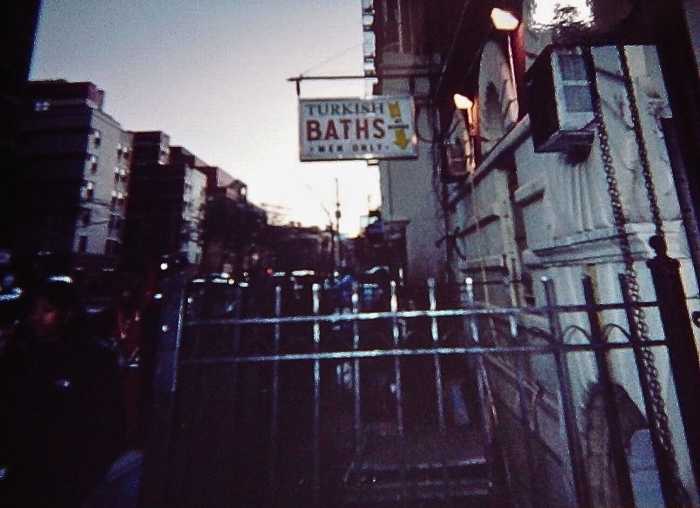 TURKISH
BATHS
• MEN ONLY •